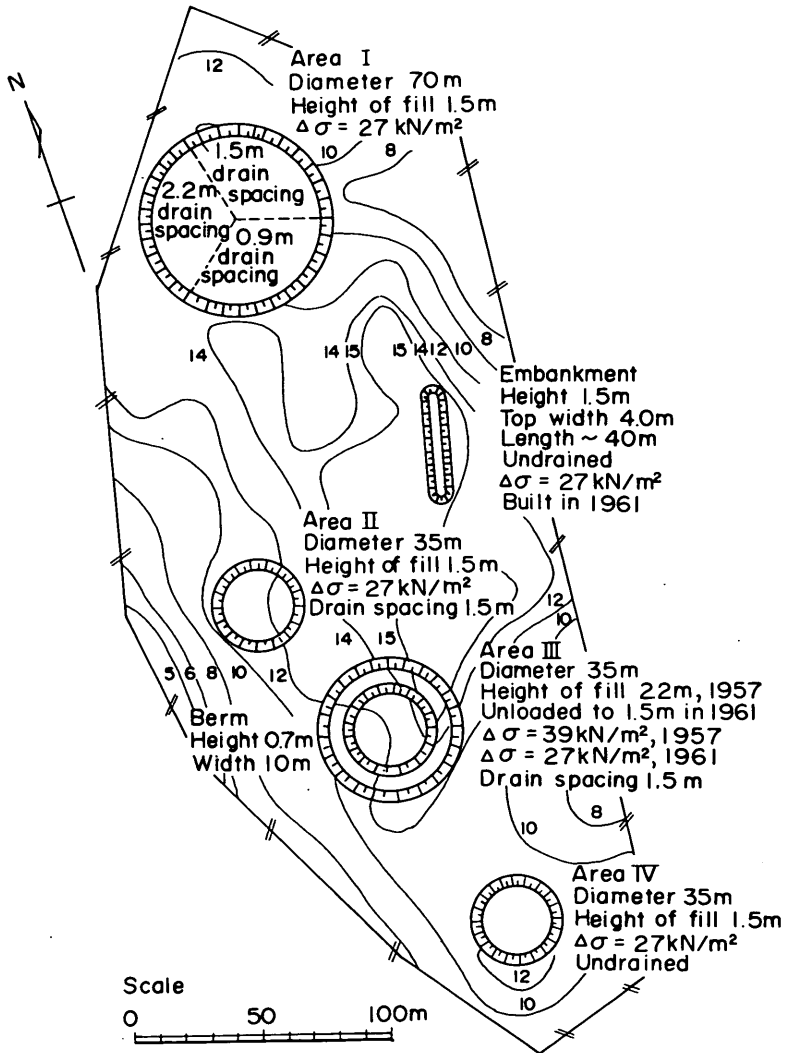 N
12
Area I
Diameter 70m
Height of fill 1.5m
Δσ = 27 kN/m²
10
8
1.5m
drain
spacing
2.2m
drain
spacing
0.9m
drain
spacing
14
14
15
15
14
12
10
8
Embankment
Height 1.5m
Top width 4.0m
Length ~ 40m
Undrained
Δσ = 27 kN/m²
Built in 1961
Area II
Diameter 35m
Height of fill 1.5m
Δσ = 27 kN/m²
Drain spacing 1.5m
14
15
12
10
5
6
8
10
12
Berm
Height 0.7m
Width 10m
Area III
Diameter 35m
Height of fill 2.2m, 1957
Unloaded to 1.5m in 1961
Δσ = 39kN/m², 1957
Δσ = 27kN/m², 1961
Drain spacing 1.5 m
10
8
Area IV
Diameter 35m
Height of fill 1.5m
Δσ = 27kN/m²
Undrained
12
10
Scale
0 50 100m